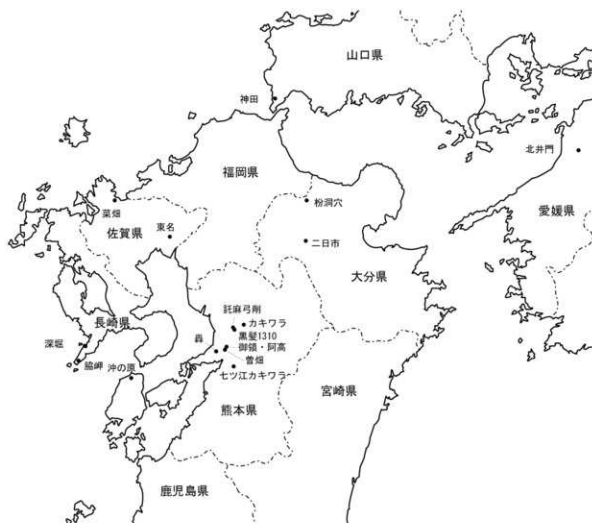 山口県
神田
北井門
福岡県
粉洞穴
菜畑
愛媛県
佐賀県
東名
二日市
大分県
託麻弓削
カキワラ
長崎県
黒髪1310
轟
御領・阿高
深堀
曽畑
脇岬
沖の原
七ツ江カキワラ
宮崎県
熊本県
鹿児島県